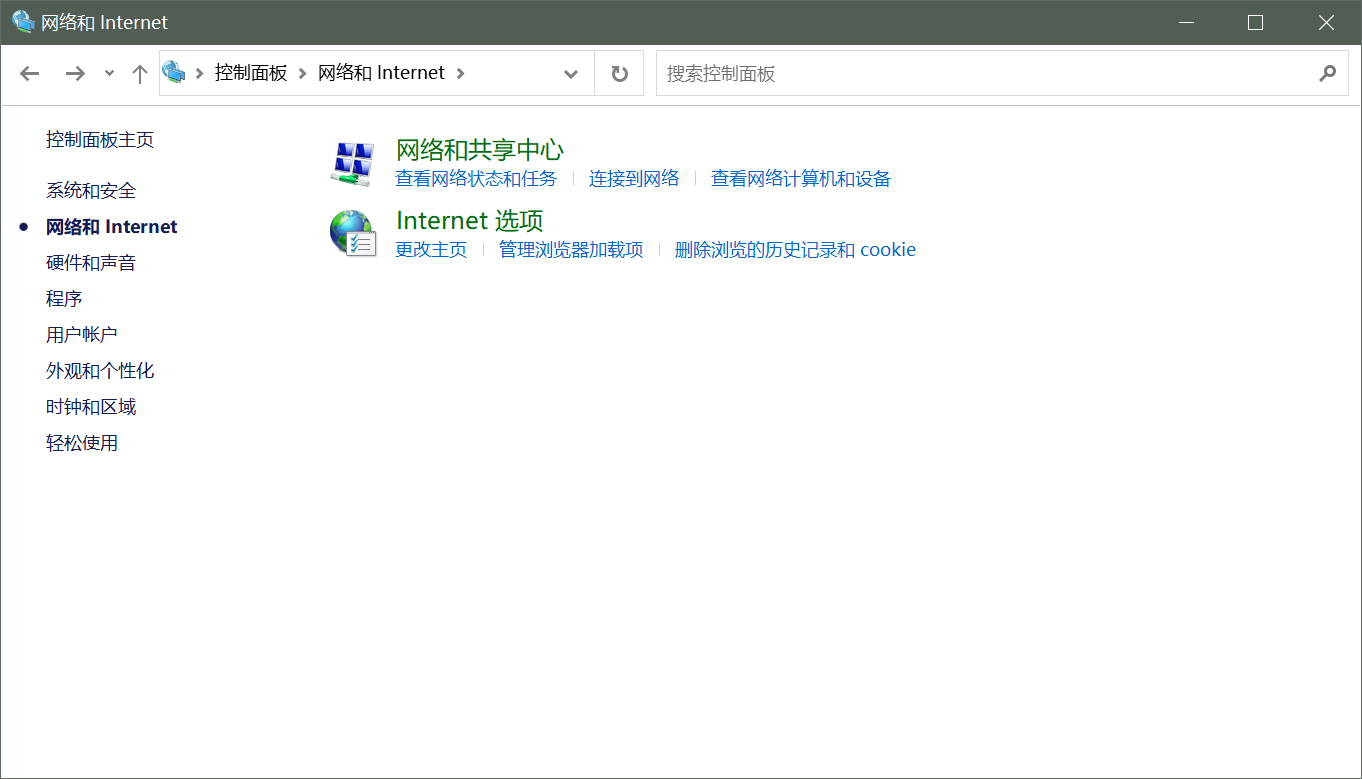 网络和 Internet
控制面板 网络和 Internet 搜索控制面板
控制面板主页
系统和安全
网络和 Internet
硬件和声音
程序
用户帐户
外观和个性化
时钟和区域
轻松使用
网络和共享中心
查看网络状态和任务 连接到网络 查看网络计算机和设备
Internet 选项
更改主页 管理浏览器加载项 删除浏览的历史记录和 cookie